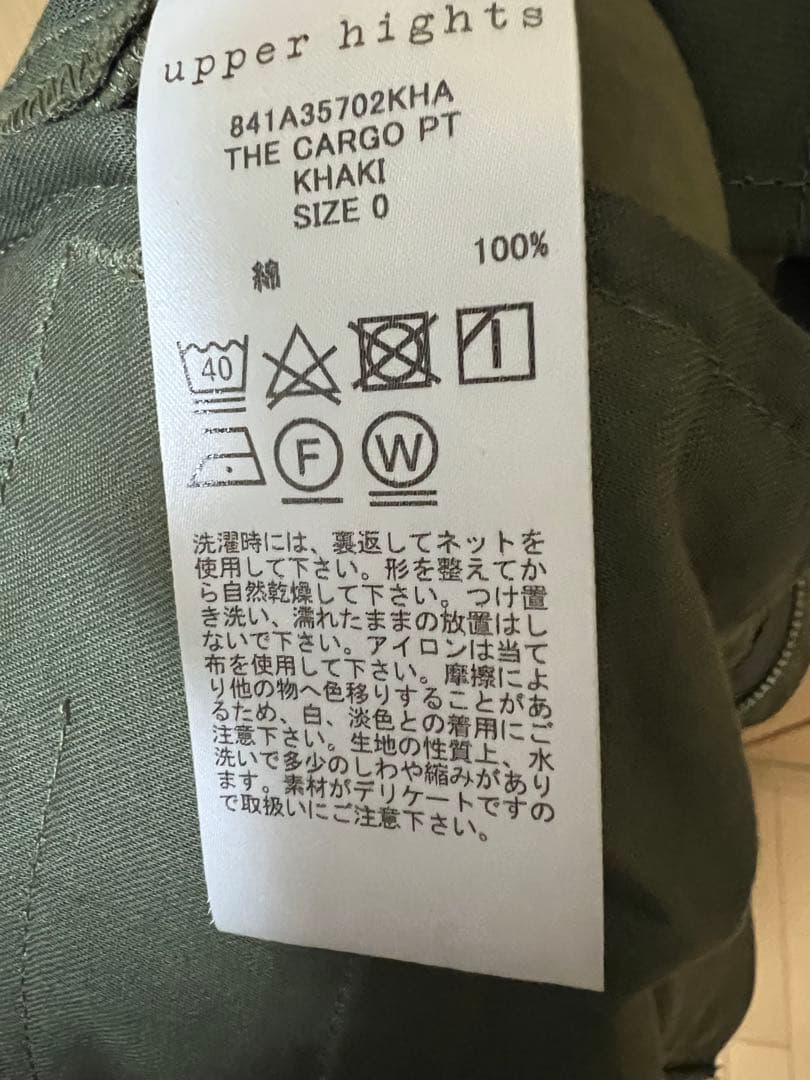 upper hights
841A35702KHA
THE CARGO PT
KHAKI
SIZE 0
綿 100%
40
F W
洗濯時には、裏返してネットを
使用して下さい。形を整えてか
ら自然乾燥して下さい。つけ置
き洗い、濡れたままの放置はし
ないで下さい。アイロンは当て
布を使用して下さい。摩擦によ
り他の物へ色移りすることがあ
るため、白、淡色との着用にご
注意下さい。生地の性質上、水
洗いで多少のしわや縮みがあり
ます。素材がデリケートですの
で取扱いにご注意下さい。